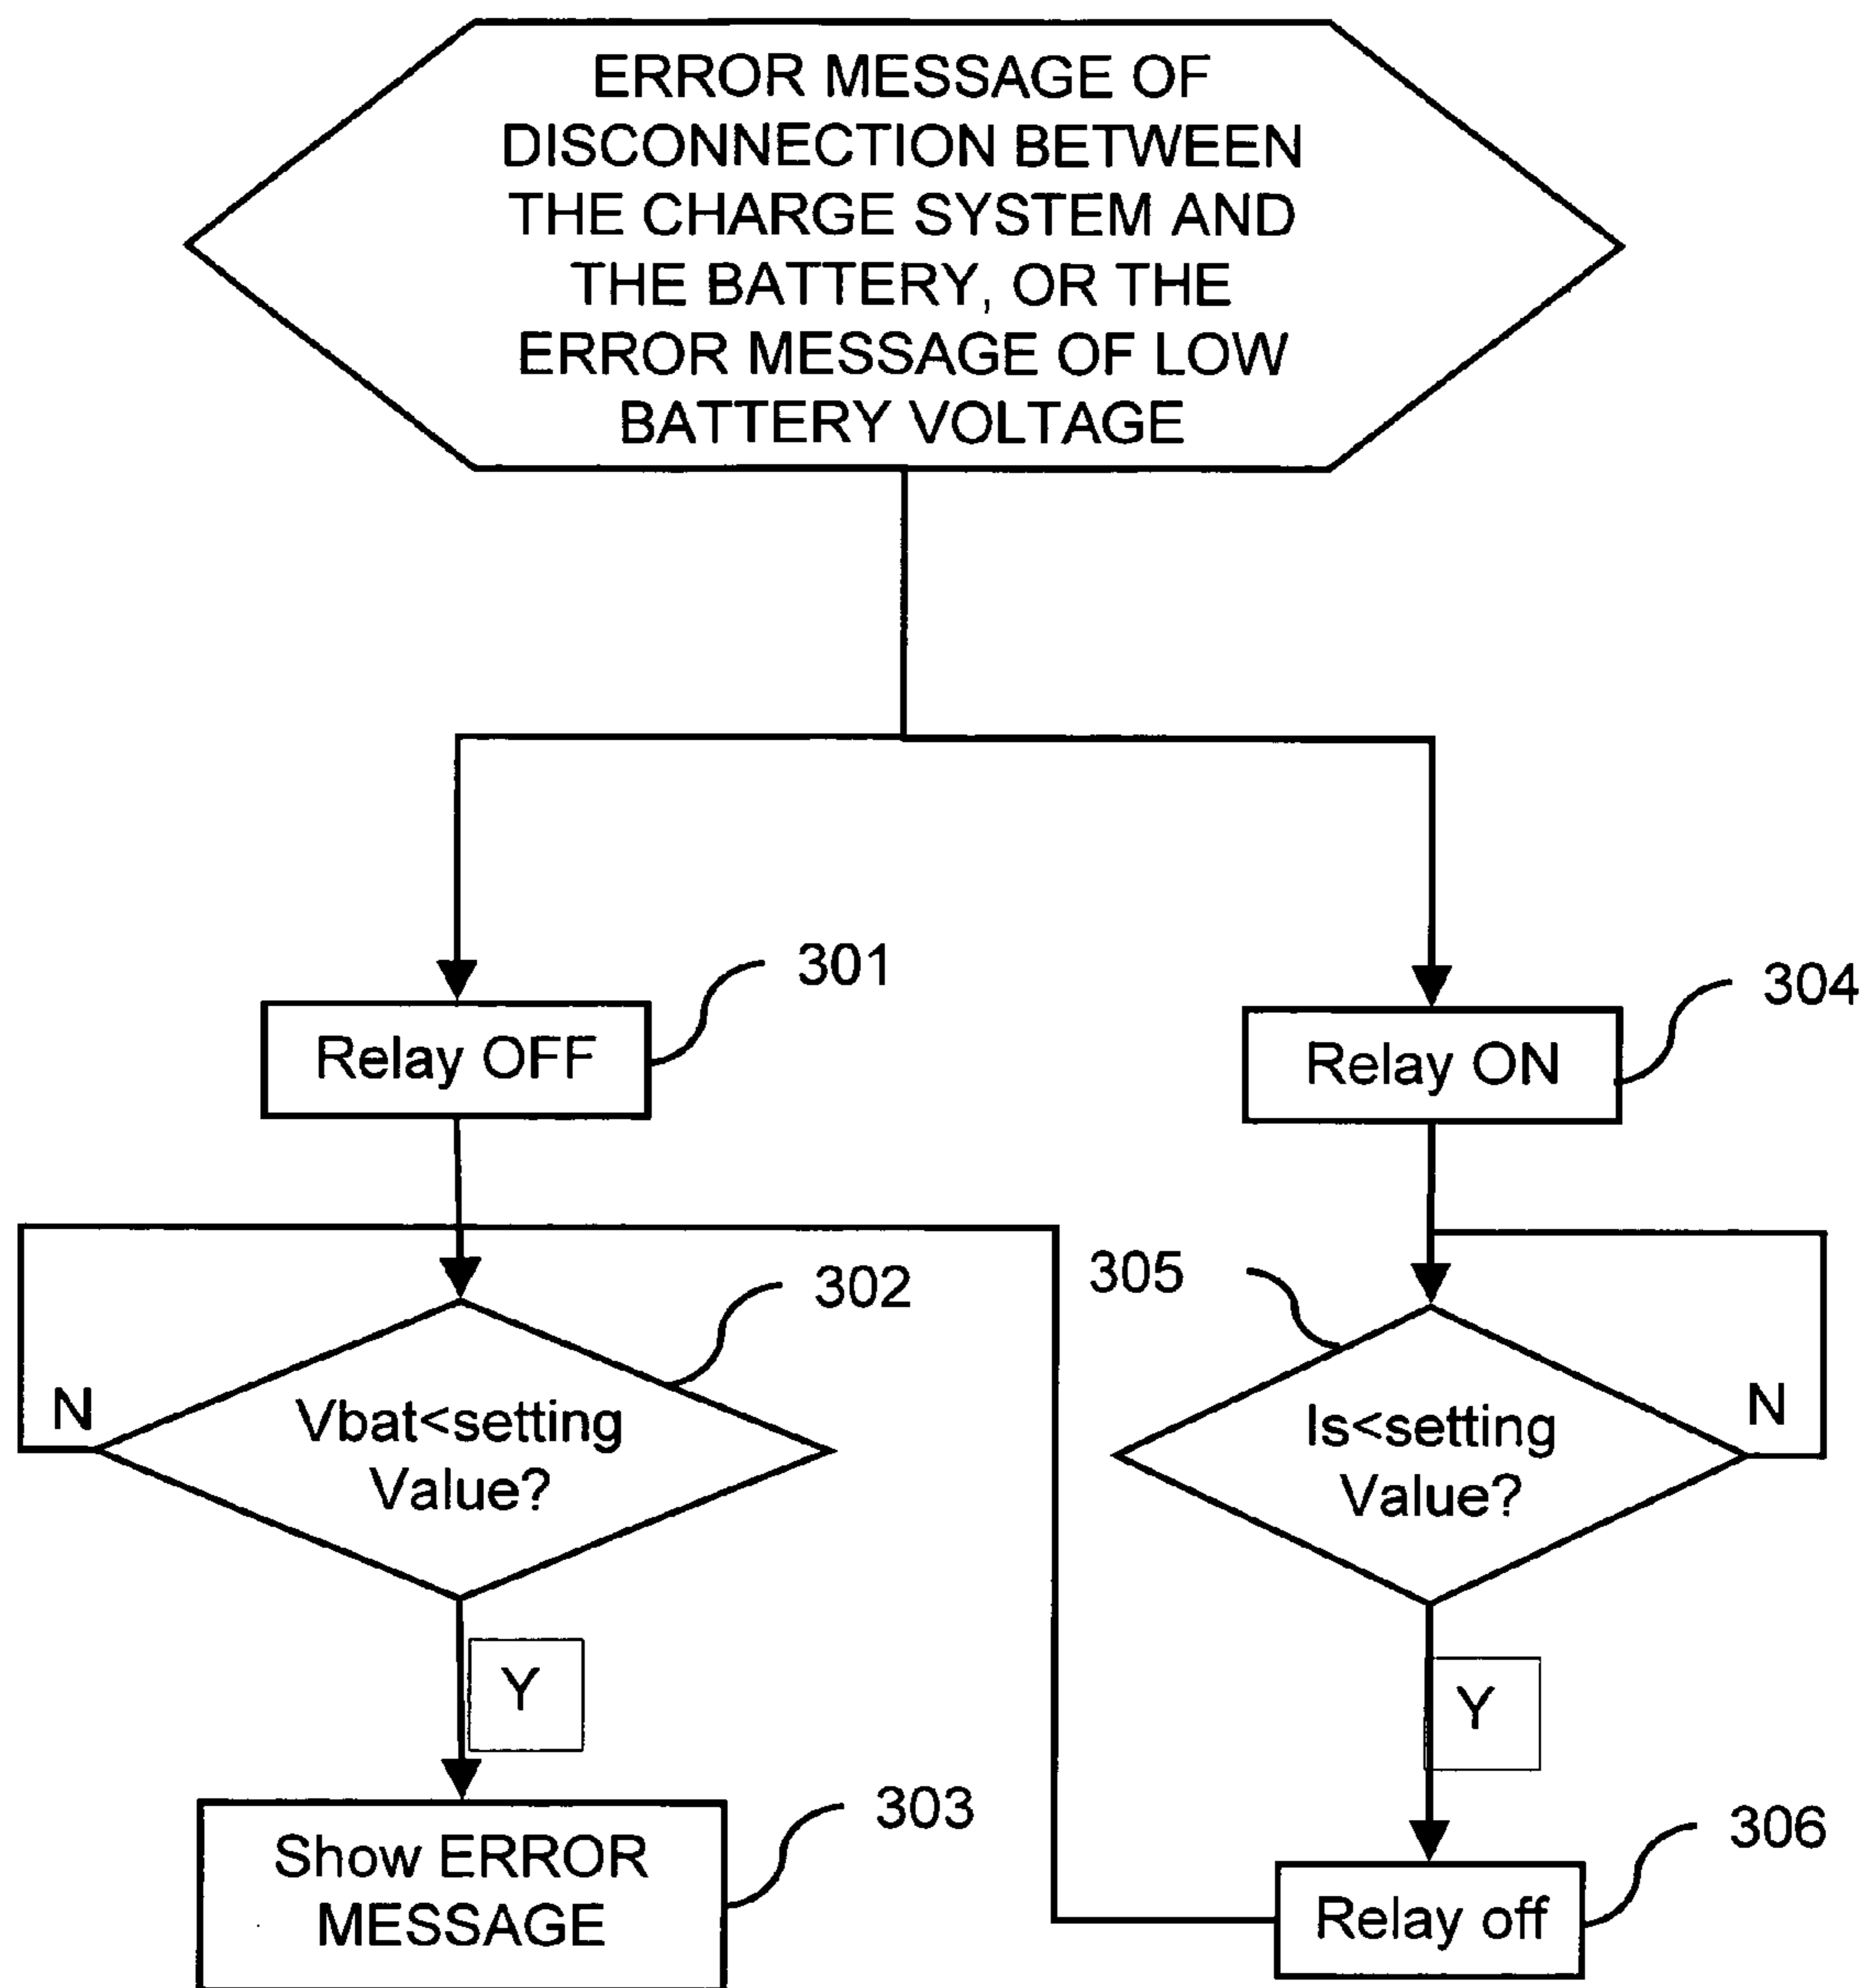 ERROR MESSAGE OF
DISCONNECTION BETWEEN
THE CHARGE SYSTEM AND
THE BATTERY, OR THE
ERROR MESSAGE OF LOW
BATTERY VOLTAGE
301
Relay OFF
304
Relay ON
302
N
Vbat<setting
Value?
305
N
Is<setting
Value?
Y
Y
303
Show ERROR
MESSAGE
306
Relay off